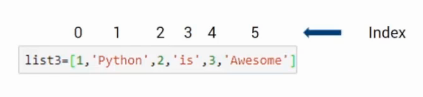 0 1 2 3 4 5 Index
list3=[1,'Python',2,'is',3,'Awesome']